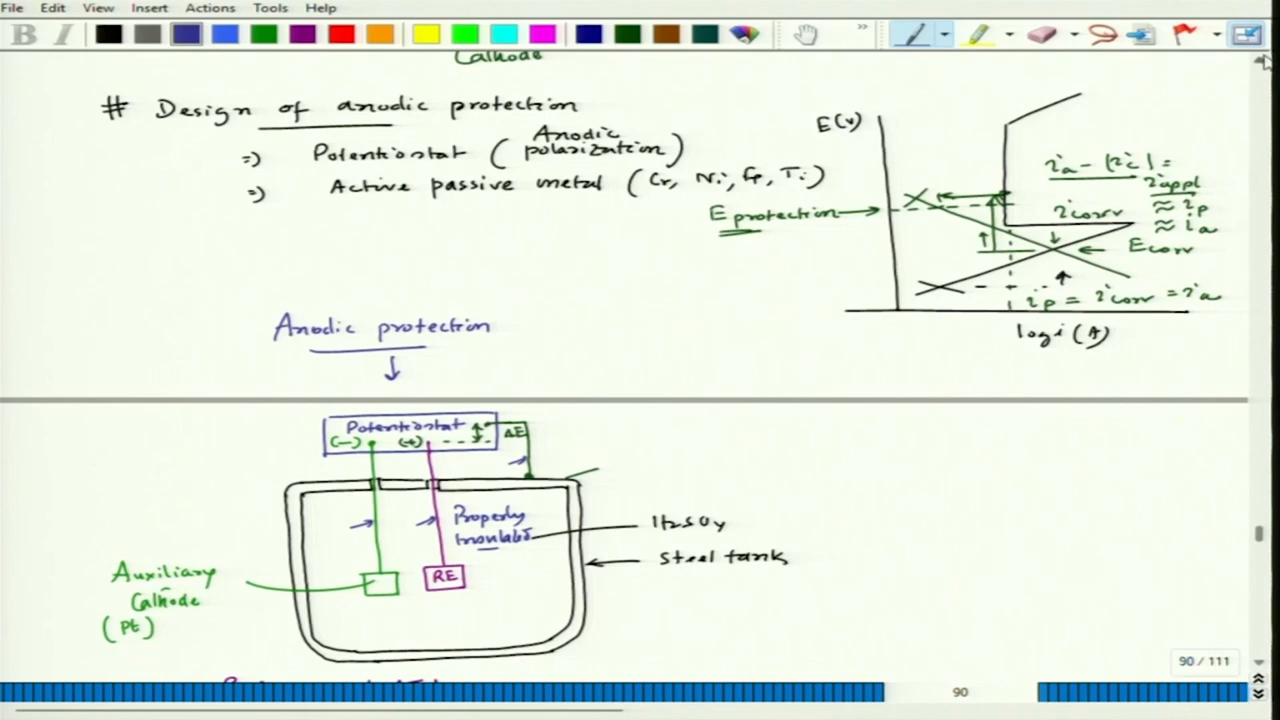 File Edit View Insert Actions Tools Help
B I
Cathode
# Design of anodic protection
=) Potentiostat (Anodic polarization)
=) Active passive metal (Cr, Ni, Fe, Ti)
E(v)
E protection
ia - |ic| =
iappl
≈ ip
≈ ia
icorr
Ecorr
ip = icorr = ia
log i (A)
Anodic protection
Potentiostat
(-) (+)
ΔE
Properly
H2SO4
Steel tank
RE
Auxiliary
Cathode
(Pt)
90 / 111
90